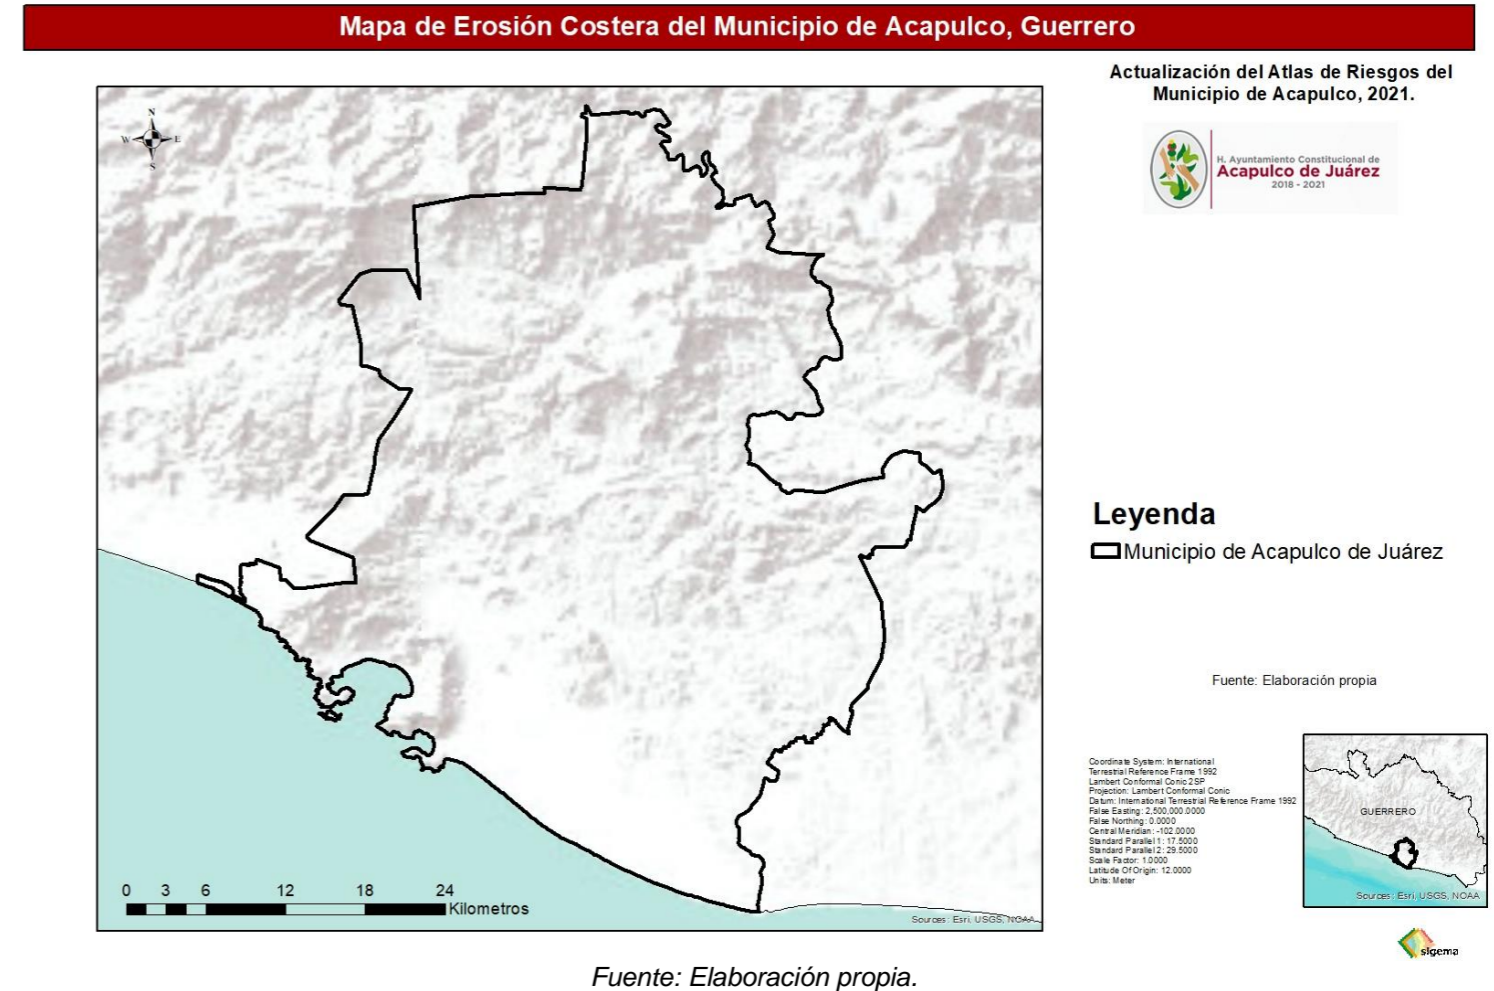 Mapa de Erosión Costera del Municipio de Acapulco, Guerrero
Actualización del Atlas de Riesgos del
Municipio de Acapulco, 2021.
H. Ayuntamiento Constitucional de
Acapulco de Juárez
2018 - 2021
N
W E
S
Leyenda
Municipio de Acapulco de Juárez
Fuente: Elaboración propia
Coordinate System: International
Terrestrial Reference Frame 1992
Lambert Conformal Conic 2SP
Projection: Lambert Conformal Conic
Datum: International Terrestrial Reference Frame 1992
False Easting: 2,500,000.0000
False Northing: 0.0000
Central Meridian: -102.0000
Standard Parallel 1: 17.5000
Standard Parallel 2: 29.5000
Scale Factor: 1.0000
Latitude Of Origin: 12.0000
Units: Meter
GUERRERO
Sources: Esri, USGS, NOAA
0 3 6 12 18 24
Kilometros
Sources: Esri, USGS, NOAA
sigema
Fuente: Elaboración propia.